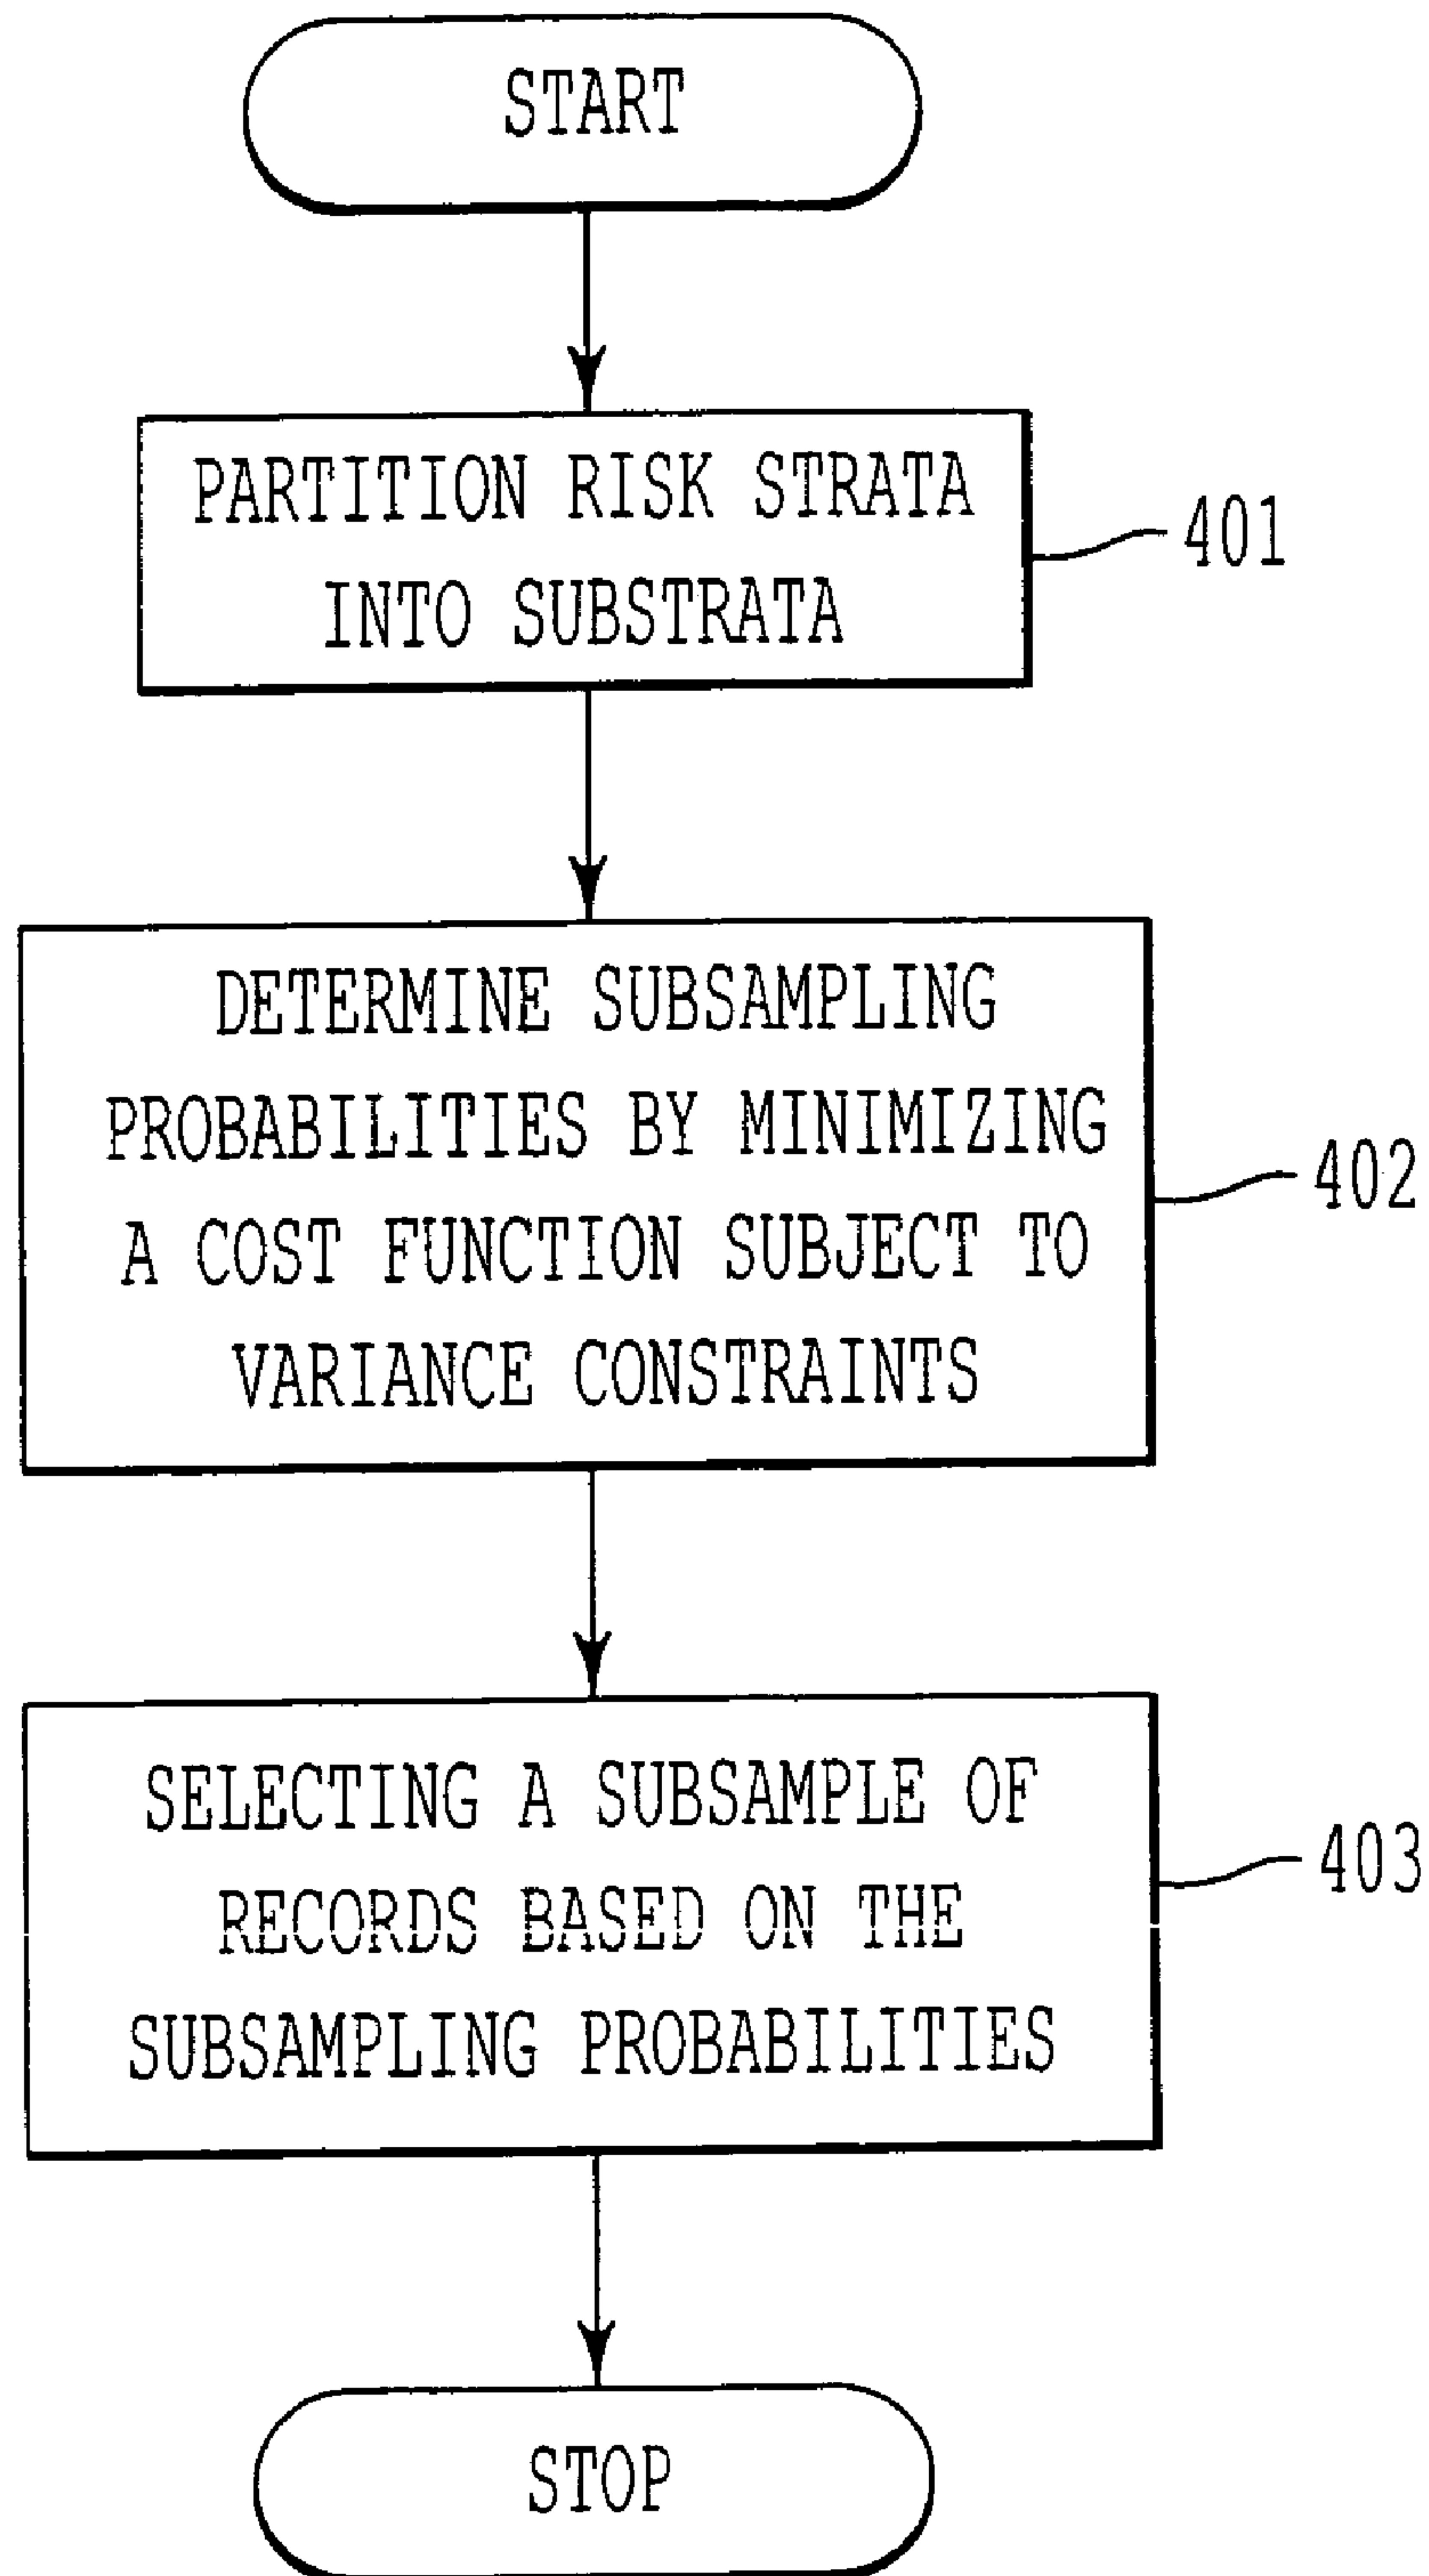 START
PARTITION RISK STRATA
INTO SUBSTRATA
401
DETERMINE SUBSAMPLING
PROBABILITIES BY MINIMIZING
A COST FUNCTION SUBJECT TO
VARIANCE CONSTRAINTS
402
SELECTING A SUBSAMPLE OF
RECORDS BASED ON THE
SUBSAMPLING PROBABILITIES
403
STOP